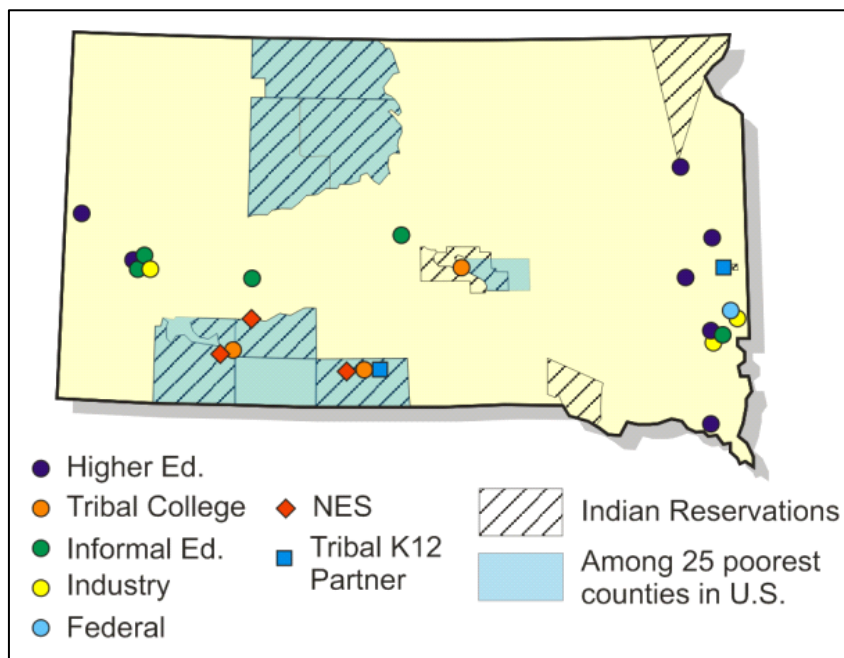 Higher Ed.
Tribal College
Informal Ed.
Industry
Federal
NES
Tribal K12
Partner
Indian Reservations
Among 25 poorest
counties in U.S.